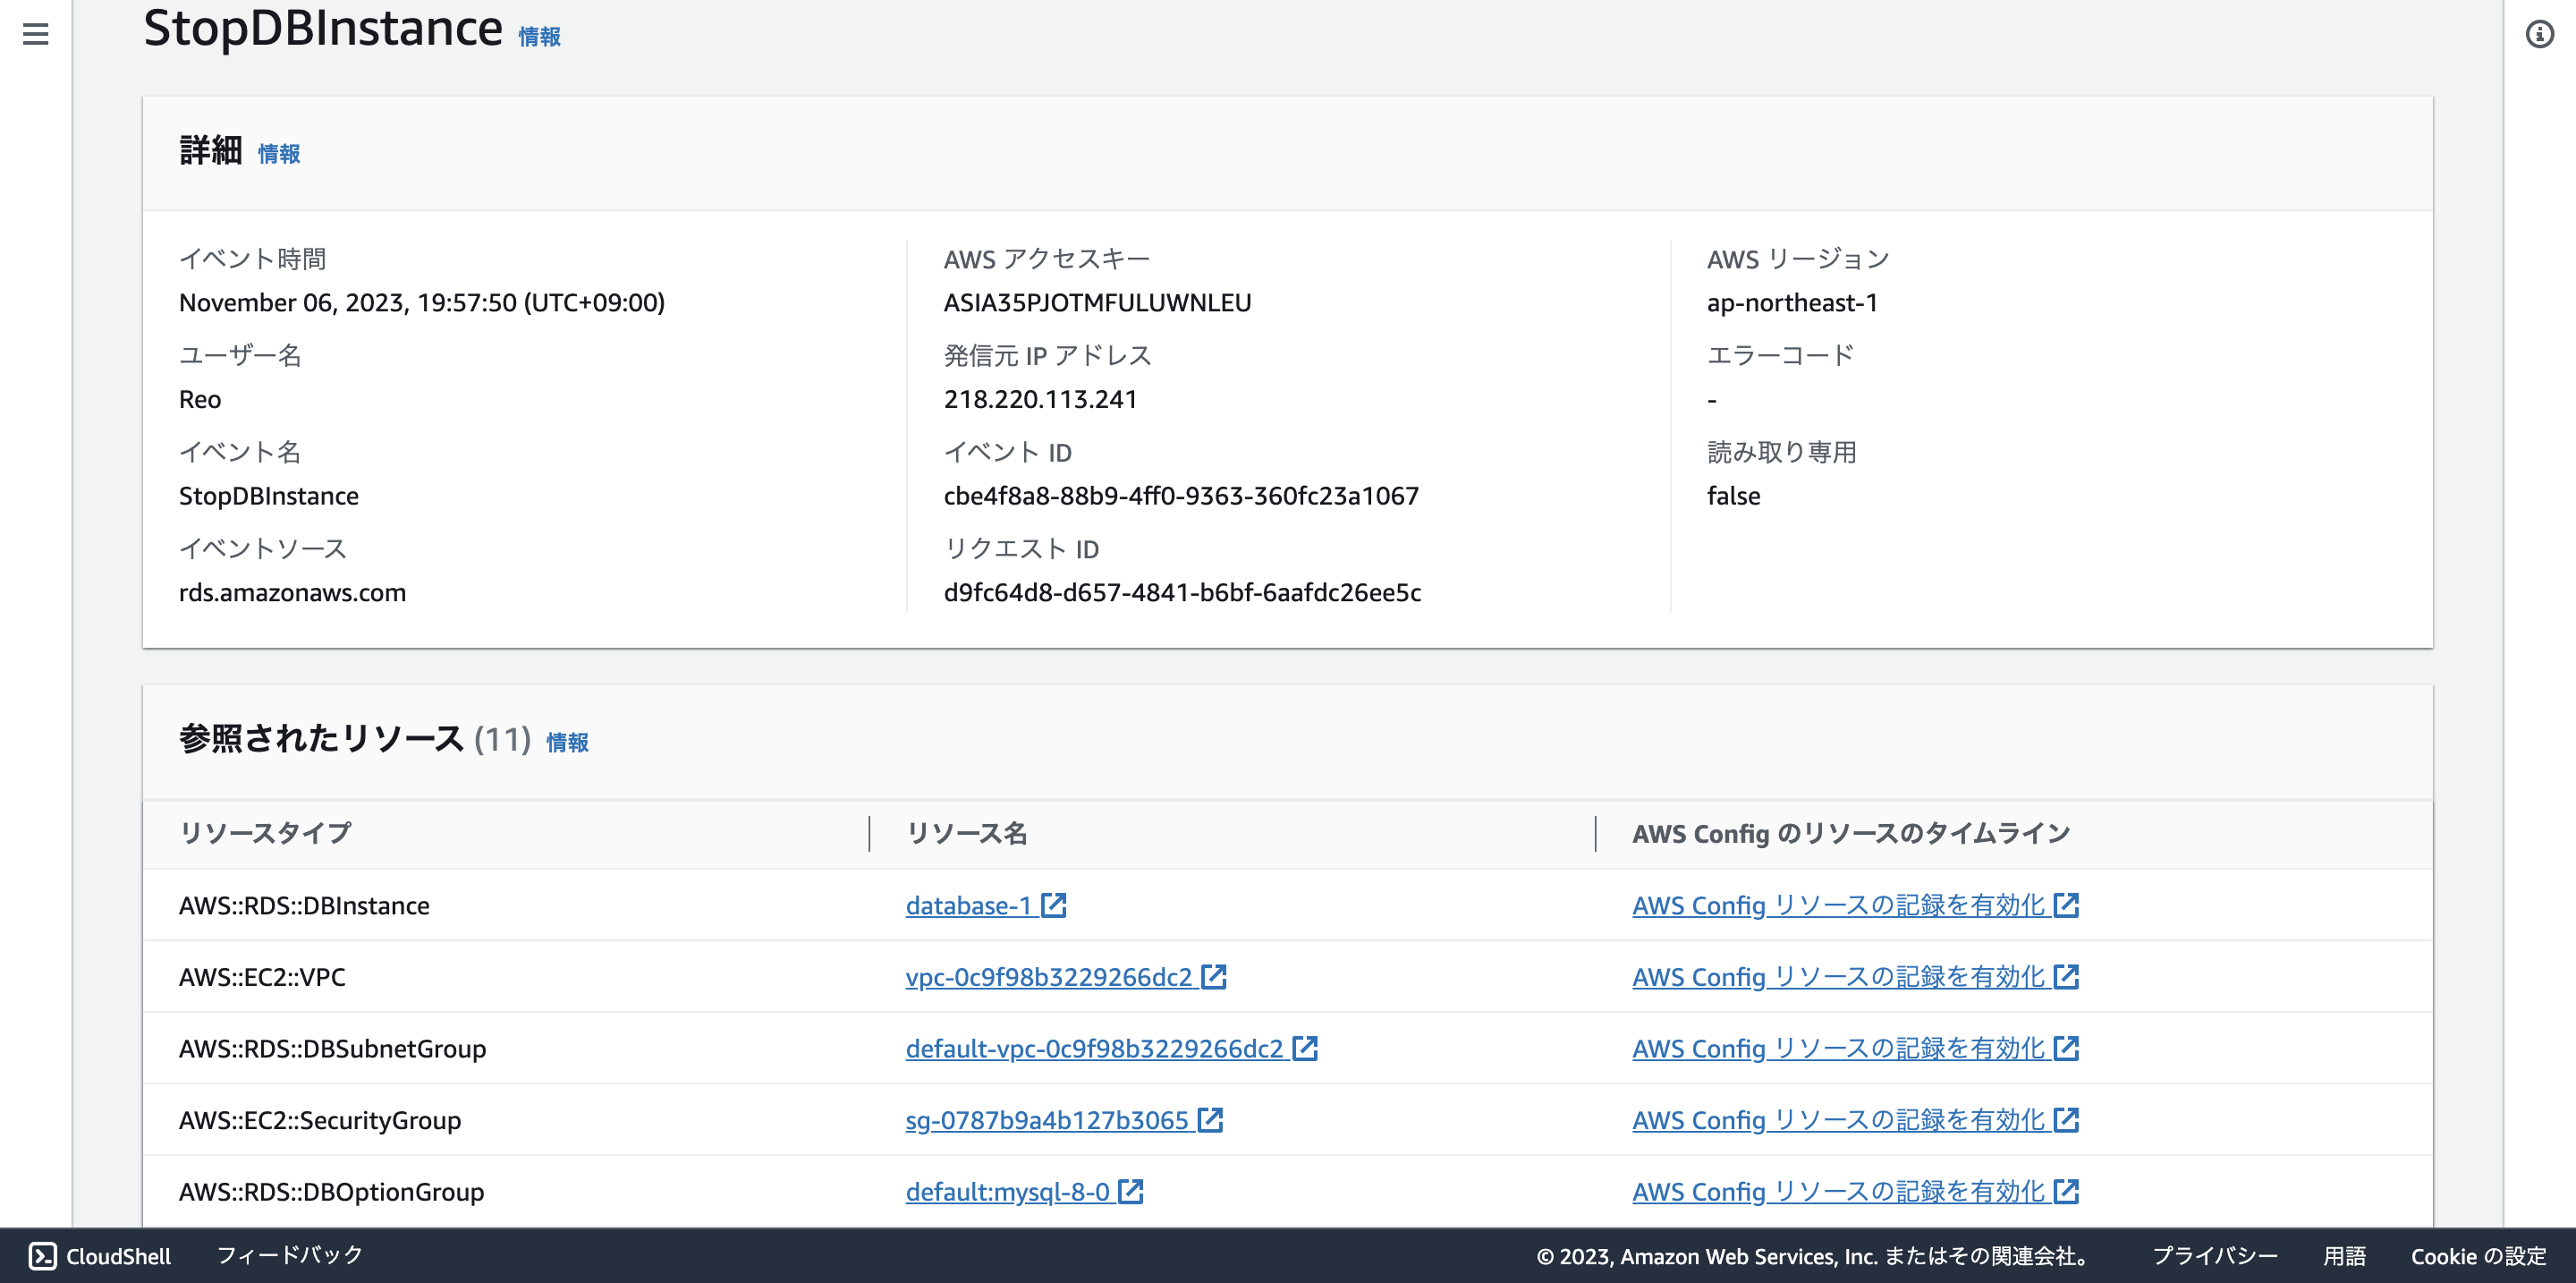 StopDBInstance 情報
詳細 情報
イベント時間
November 06, 2023, 19:57:50 (UTC+09:00)
ユーザー名
Reo
イベント名
StopDBInstance
イベントソース
rds.amazonaws.com
AWS アクセスキー
ASIA35PJOTMFULUWNLEU
発信元 IP アドレス
218.220.113.241
イベント ID
cbe4f8a8-88b9-4ff0-9363-360fc23a1067
リクエスト ID
d9fc64d8-d657-4841-b6bf-6aafdc26ee5c
AWS リージョン
ap-northeast-1
エラーコード
-
読み取り専用
false
参照されたリソース (11) 情報
リソースタイプ リソース名 AWS Config のリソースのタイムライン
AWS::RDS::DBInstance database-1 AWS Config リソースの記録を有効化
AWS::EC2::VPC vpc-0c9f98b3229266dc2 AWS Config リソースの記録を有効化
AWS::RDS::DBSubnetGroup default-vpc-0c9f98b3229266dc2 AWS Config リソースの記録を有効化
AWS::EC2::SecurityGroup sg-0787b9a4b127b3065 AWS Config リソースの記録を有効化
AWS::RDS::DBOptionGroup default:mysql-8-0 AWS Config リソースの記録を有効化
CloudShell フィードバック © 2023, Amazon Web Services, Inc. またはその関連会社。 プライバシー 用語 Cookie の設定